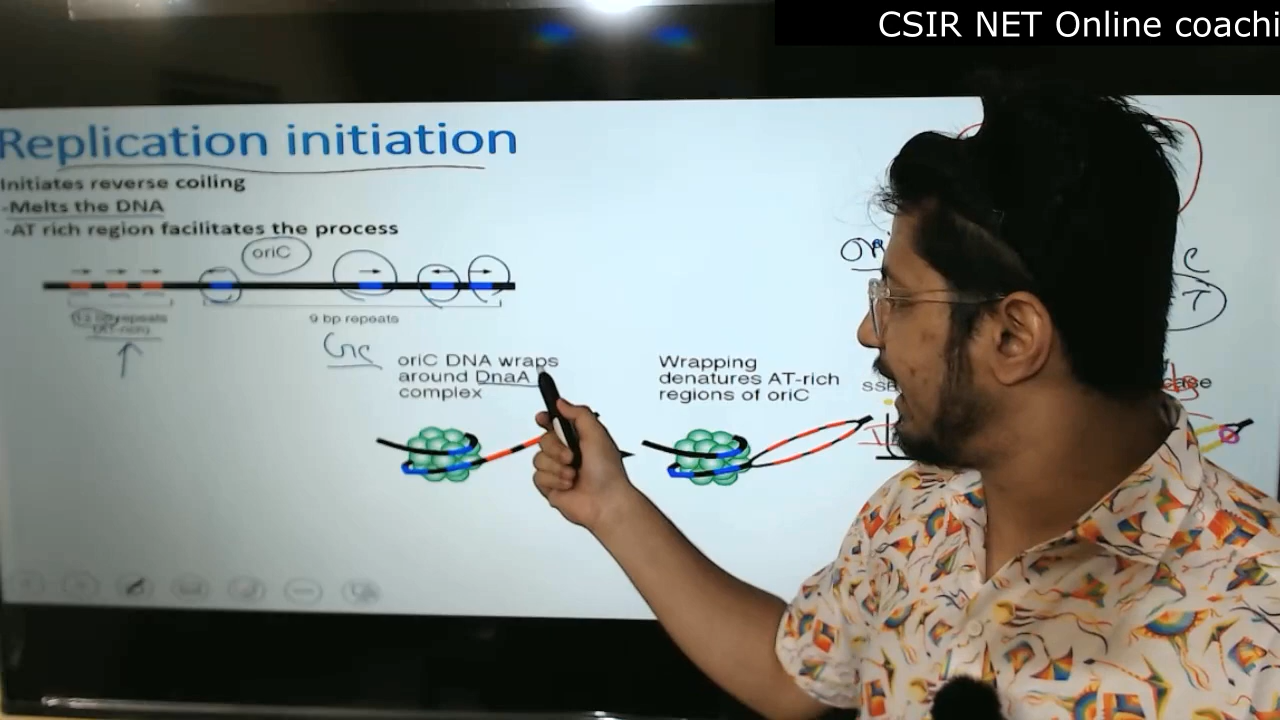 CSIR NET Online coachi
Replication initiation
Initiates reverse coiling
-Melts the DNA
-AT rich region facilitates the process
oriC
9 bp repeats
oriC DNA wraps
around DnaA
complex
Wrapping
denatures AT-rich
regions of oriC